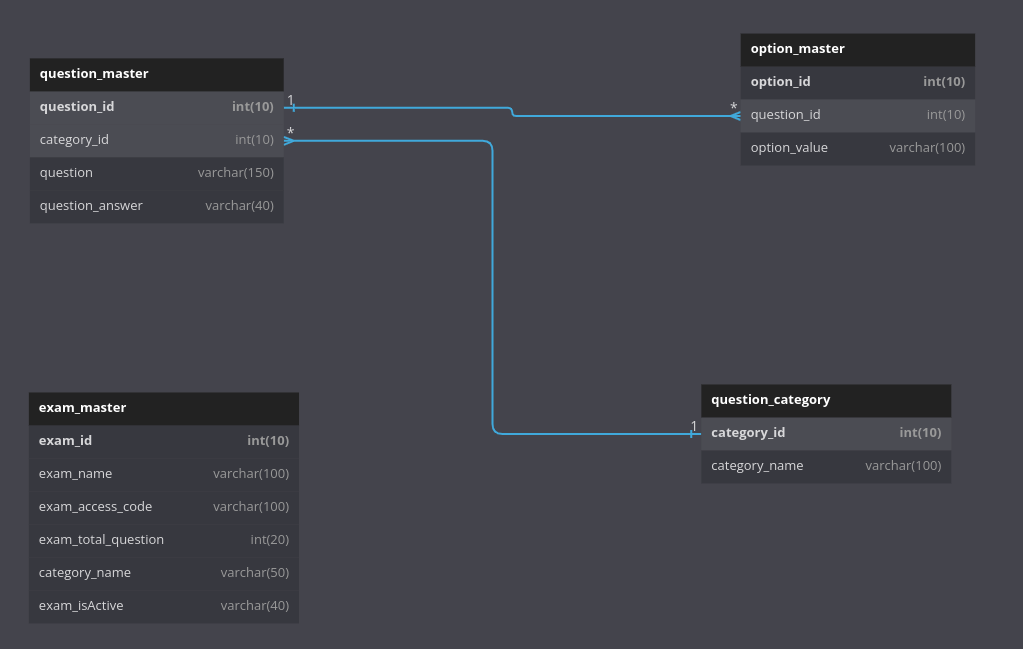 question_master
question_id int(10)
category_id int(10)
question varchar(150)
question_answer varchar(40)
1
*
option_master
option_id int(10)
question_id int(10)
option_value varchar(100)
*
exam_master
exam_id int(10)
exam_name varchar(100)
exam_access_code varchar(100)
exam_total_question int(20)
category_name varchar(50)
exam_isActive varchar(40)
question_category
category_id int(10)
category_name varchar(100)
1